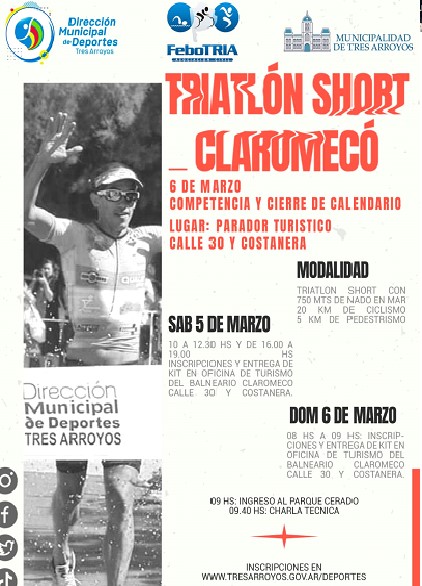 Dirección
Municipal
de Deportes
TRES ARROYOS
FeboTRIA
ASOCIACION CIVIL
MUNICIPALIDAD
DE TRES ARROYOS
TRIATLÓN SHORT
_ CLAROMECÓ
6 DE MARZO
COMPETENCIA Y CIERRE DE CALENDARIO
LUGAR: PARADOR TURISTICO
CALLE 30 Y COSTANERA
MODALIDAD
TRIATLON SHORT CON
750 MTS DE NADO EN MAR
20 KM DE CICLISMO
5 KM DE PEDESTRISMO
SAB 5 DE MARZO
10 A 12.30 HS Y DE 16.00 A
19.00 HS
INSCRIPCIONES Y ENTREGA DE
KIT EN OFICINA DE TURISMO
DEL BALNEARIO CLAROMECO
CALLE 30 Y COSTANERA.
Dirección
Municipal
de Deportes
TRES ARROYOS
DOM 6 DE MARZO
08 HS A 09 HS: INSCRIP-
CIONES Y ENTREGA DE KIT EN
OFICINA DE TURISMO DEL
BALNEARIO CLAROMECO
CALLE 30 Y COSTANERA.
09 HS: INGRESO AL PARQUE CERADIO
09.40 HS: CHARLA TECNICA
INSCRIPCIONES EN
WWW.TRESARROYOS.GOV.AR/DEPORTES